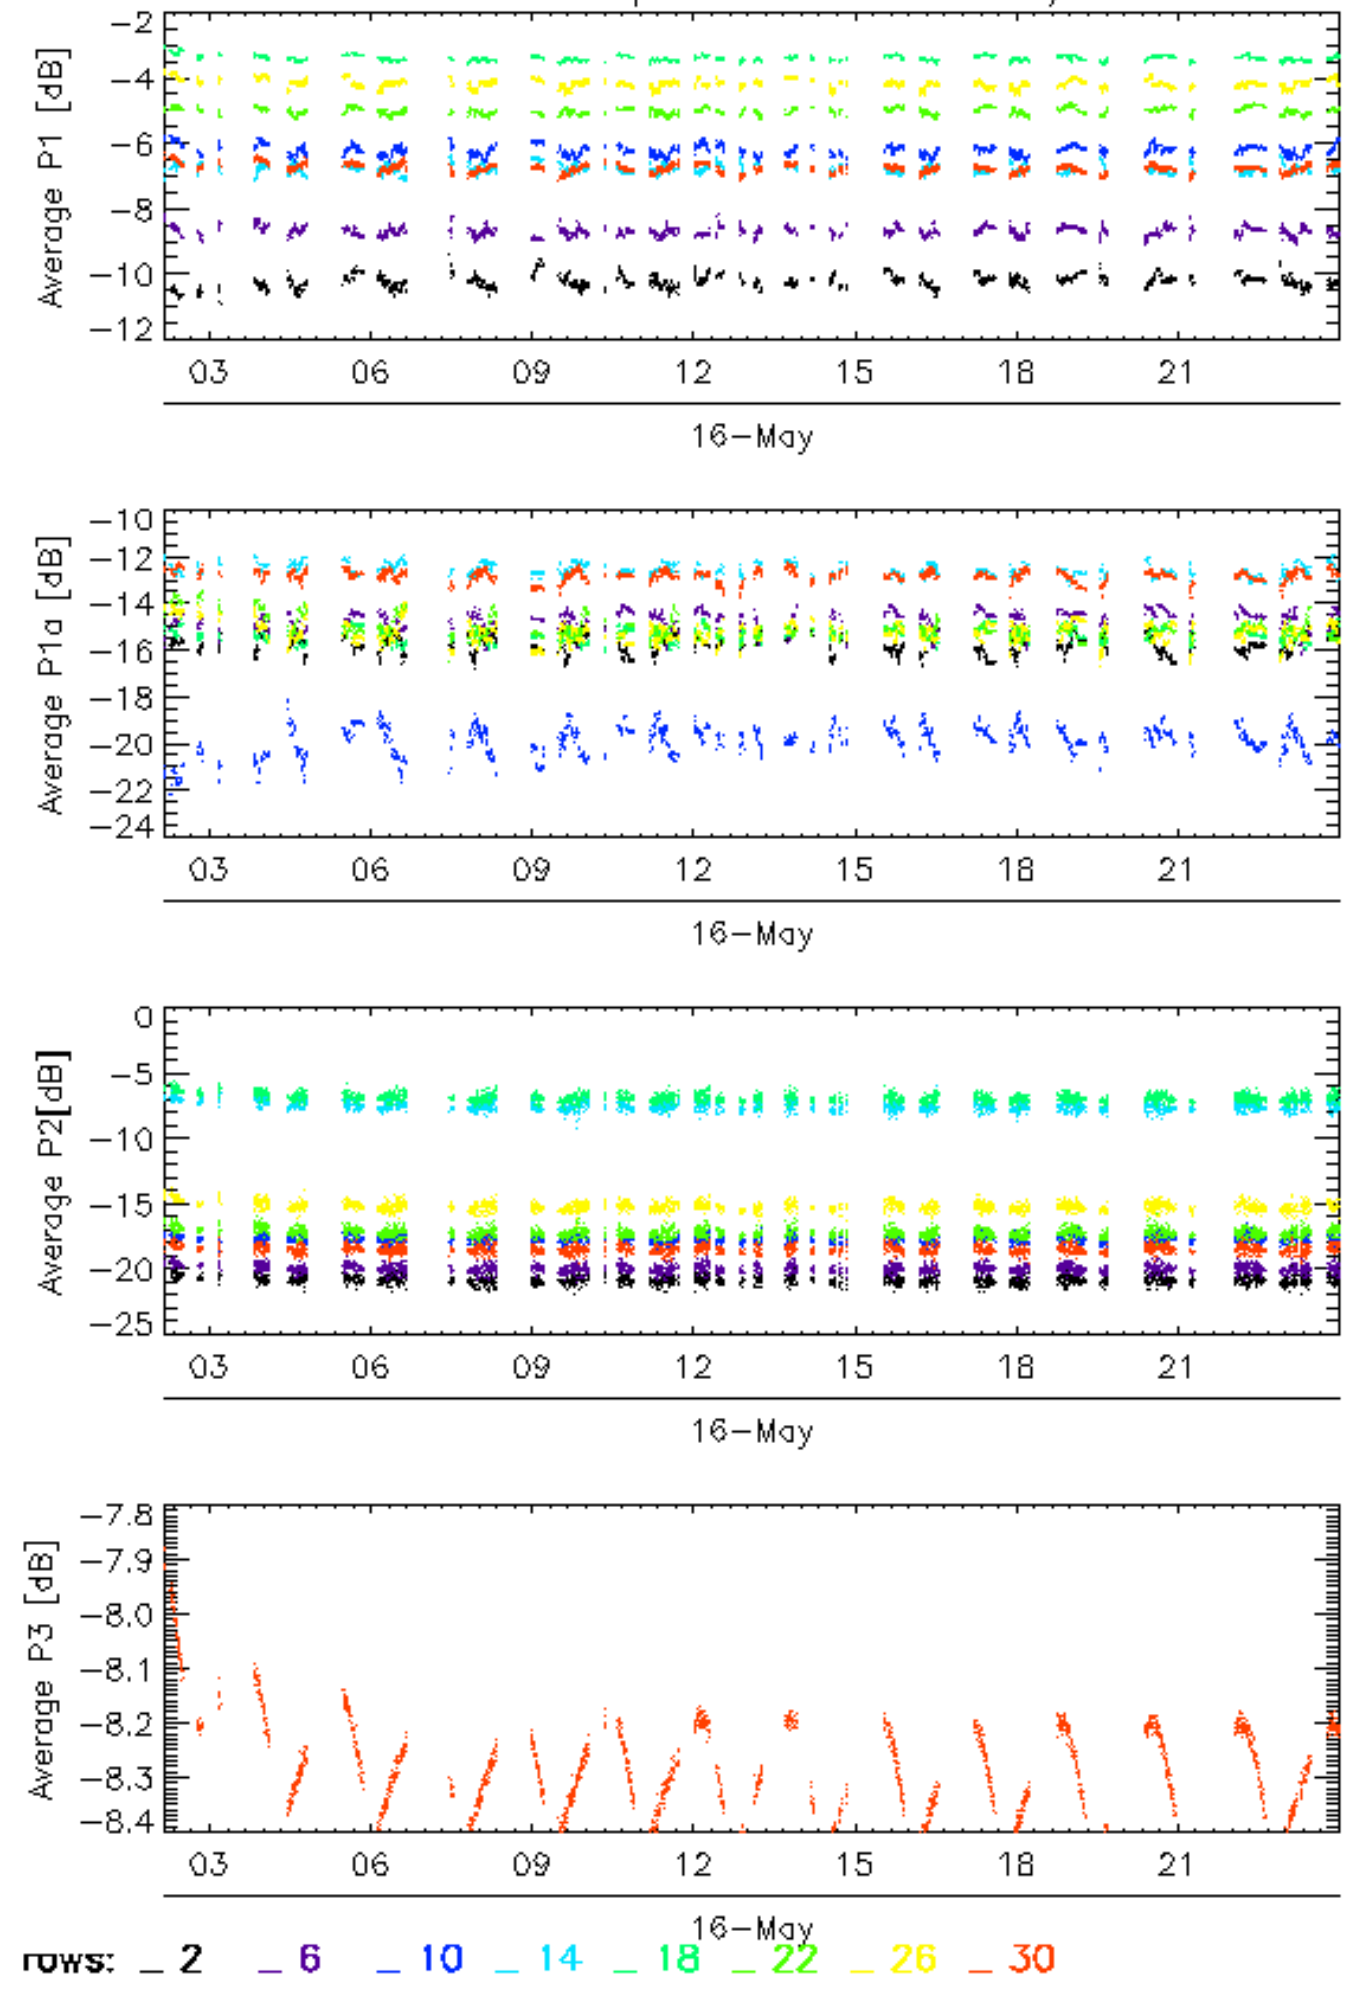 Average P1 [dB]
−2
−4
−6
−8
−10
−12
03 06 09 12 15 18 21
16−May
Average P1a [dB]
−10
−12
−14
−16
−18
−20
−22
−24
03 06 09 12 15 18 21
16−May
Average P2[dB]
0
−5
−10
−15
−20
−25
03 06 09 12 15 18 21
16−May
Average P3 [dB]
−7.8
−7.9
−8.0
−8.1
−8.2
−8.3
−8.4
03 06 09 12 15 18 21
16−May
rows: _ 2 _ 6 _ 10 _ 14 _ 18 _ 22 _ 26 _ 30